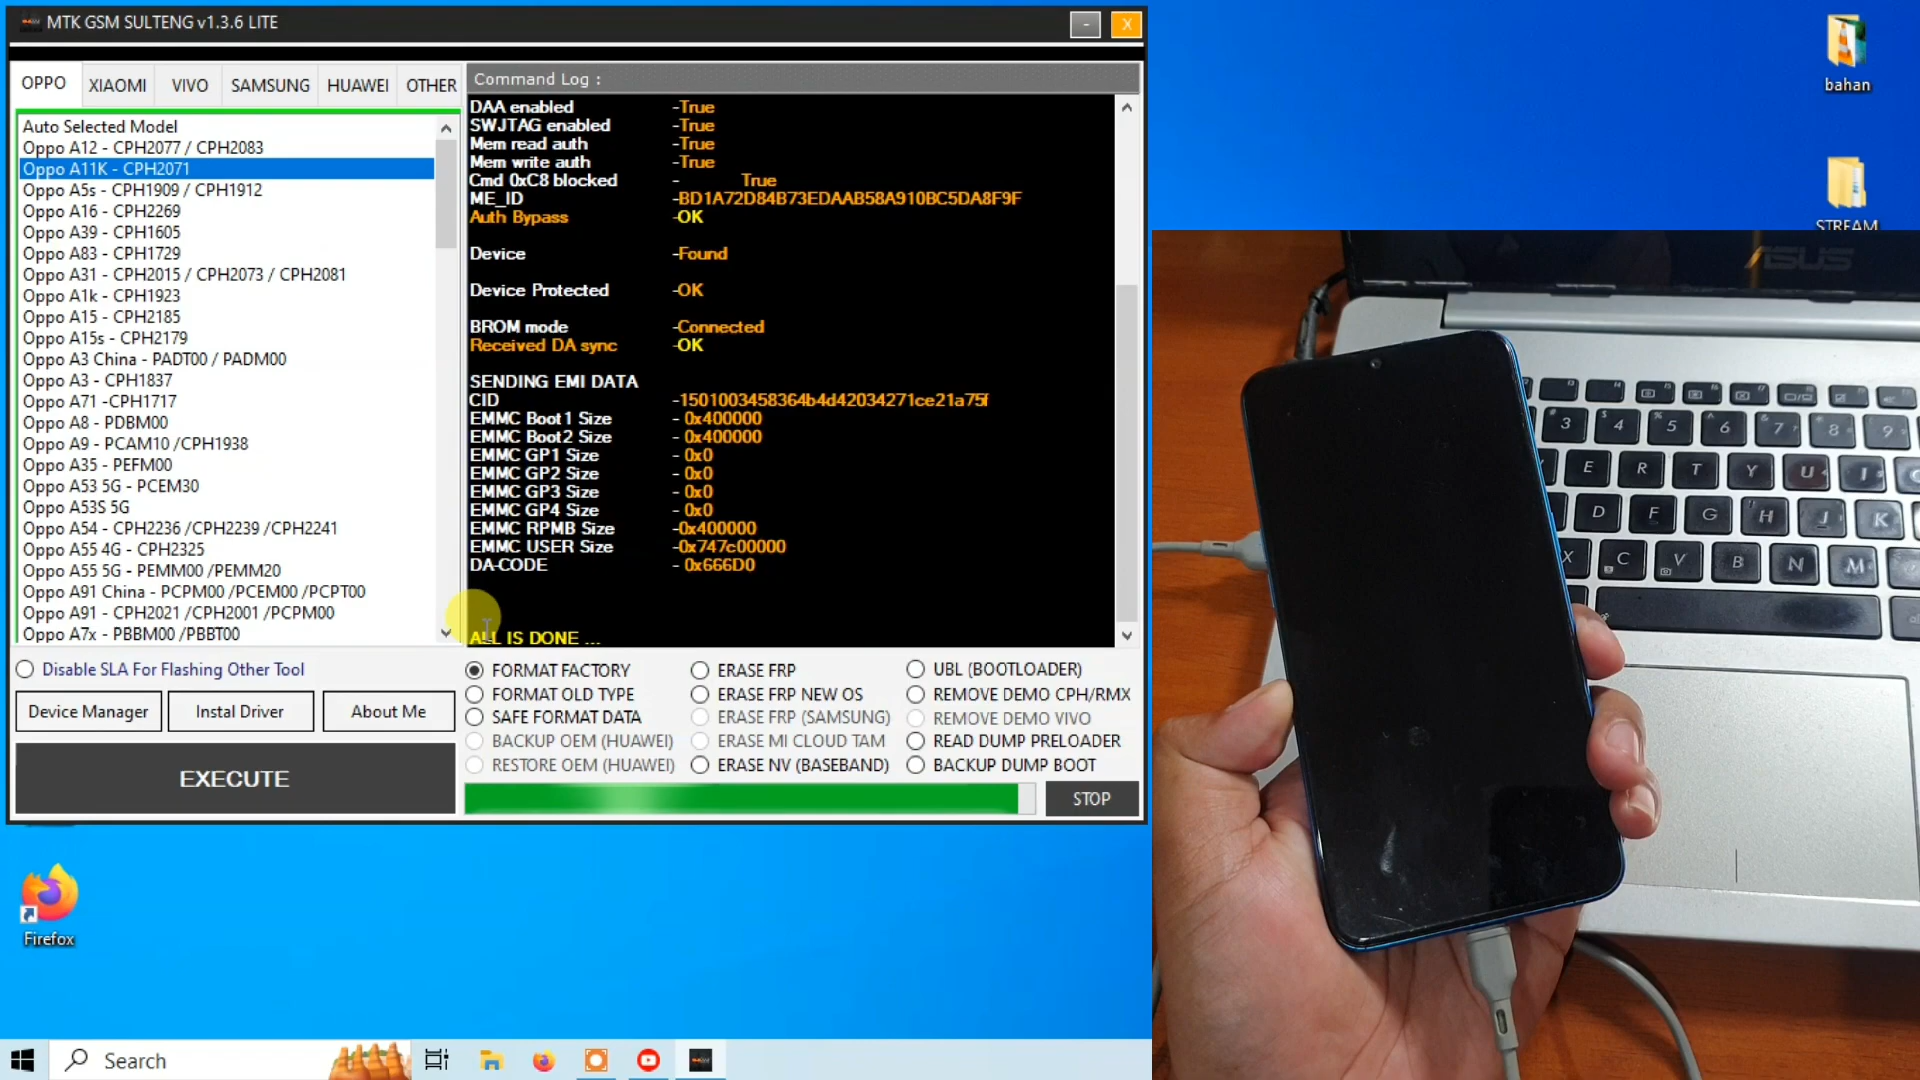 MTK GSM SULTENG v1.3.6 LITE
-
X
OPPO
XIAOMI
VIVO
SAMSUNG
HUAWEI
OTHER
Auto Selected Model
Oppo A12 - CPH2077 / CPH2083
Oppo A11K - CPH2071
Oppo A5s - CPH1909 / CPH1912
Oppo A16 - CPH2269
Oppo A39 - CPH1605
Oppo A83 - CPH1729
Oppo A31 - CPH2015 / CPH2073 / CPH2081
Oppo A1k - CPH1923
Oppo A15 - CPH2185
Oppo A15s - CPH2179
Oppo A3 China - PADT00 / PADM00
Oppo A3 - CPH1837
Oppo A71 -CPH1717
Oppo A8 - PDBM00
Oppo A9 - PCAM10 /CPH1938
Oppo A35 - PEFM00
Oppo A53 5G - PCEM30
Oppo A53S 5G
Oppo A54 - CPH2236 /CPH2239 /CPH2241
Oppo A55 4G - CPH2325
Oppo A55 5G - PEMM00 /PEMM20
Oppo A91 China - PCPM00 /PCEM00 /PCPT00
Oppo A91 - CPH2021 /CPH2001 /PCPM00
Oppo A7x - PBBM00 /PBBT00
Command Log :
DAA enabled -True
SWJTAG enabled -True
Mem read auth -True
Mem write auth -True
Cmd 0xC8 blocked - True
ME_ID -BD1A72D84B73EDAAB58A910BC5DA8F9F
Auth Bypass -OK
Device -Found
Device Protected -OK
BROM mode -Connected
Received DA sync -OK
SENDING EMI DATA
CID -1501003458364b4d42034271ce21a75f
EMMC Boot1 Size - 0x400000
EMMC Boot2 Size - 0x400000
EMMC GP1 Size - 0x0
EMMC GP2 Size - 0x0
EMMC GP3 Size - 0x0
EMMC GP4 Size - 0x0
EMMC RPMB Size -0x400000
EMMC USER Size -0x747c00000
DA-CODE - 0x666D0
ALL IS DONE ...
Disable SLA For Flashing Other Tool
Device Manager
Instal Driver
About Me
EXECUTE
FORMAT FACTORY
FORMAT OLD TYPE
SAFE FORMAT DATA
BACKUP OEM (HUAWEI)
RESTORE OEM (HUAWEI)
ERASE FRP
ERASE FRP NEW OS
ERASE FRP (SAMSUNG)
ERASE MI CLOUD TAM
ERASE NV (BASEBAND)
UBL (BOOTLOADER)
REMOVE DEMO CPH/RMX
REMOVE DEMO VIVO
READ DUMP PRELOADER
BACKUP DUMP BOOT
STOP
Firefox
Search
bahan
STREAM
ASUS
3 4 5 6 7 8 9
E R T Y U I
D F G H J K
X C V B N M